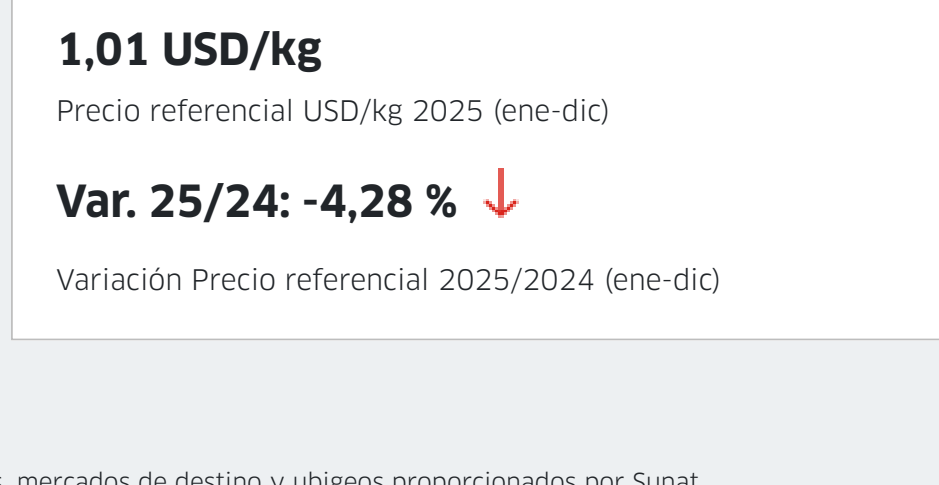 1,01 USD/kg
Precio referencial USD/kg 2025 (ene-dic)
Var. 25/24: -4,28 %
Variación Precio referencial 2025/2024 (ene-dic)
mercados de destino y ubigeos proporcionados por Sunat